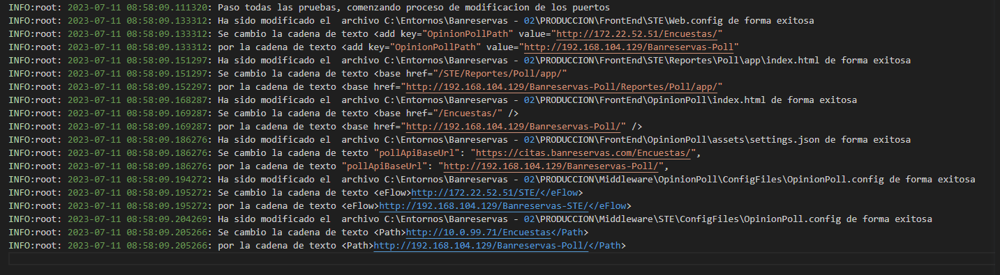 INFO:root: 2023-07-11 08:58:09.111320: Paso todas las pruebas, comenzando proceso de modificacion de los puertos
INFO:root: 2023-07-11 08:58:09.133312: Ha sido modificado el  archivo C:\Entornos\Banreservas - 02\PRODUCCION\FrontEnd\STE\Web.config de forma exitosa
INFO:root: 2023-07-11 08:58:09.133312: Se cambio la cadena de texto <add key="OpinionPollPath" value="http://172.22.52.51/Encuestas/"
INFO:root: 2023-07-11 08:58:09.133312: por la cadena de texto <add key="OpinionPollPath" value="http://192.168.104.129/Banreservas-Poll"
INFO:root: 2023-07-11 08:58:09.151297: Ha sido modificado el  archivo C:\Entornos\Banreservas - 02\PRODUCCION\FrontEnd\STE\Reportes\Poll\app\index.html de forma exitosa
INFO:root: 2023-07-11 08:58:09.151297: Se cambio la cadena de texto <base href="/STE/Reportes/Poll/app/"
INFO:root: 2023-07-11 08:58:09.152297: por la cadena de texto <base href="http://192.168.104.129/Banreservas-Poll/Reportes/Poll/app/"
INFO:root: 2023-07-11 08:58:09.168287: Ha sido modificado el  archivo C:\Entornos\Banreservas - 02\PRODUCCION\FrontEnd\OpinionPoll\index.html de forma exitosa
INFO:root: 2023-07-11 08:58:09.169287: Se cambio la cadena de texto <base href="/Encuestas/" />
INFO:root: 2023-07-11 08:58:09.169287: por la cadena de texto <base href="http://192.168.104.129/Banreservas-Poll/" />
INFO:root: 2023-07-11 08:58:09.186276: Ha sido modificado el  archivo C:\Entornos\Banreservas - 02\PRODUCCION\FrontEnd\OpinionPoll\assets\settings.json de forma exitosa
INFO:root: 2023-07-11 08:58:09.186276: Se cambio la cadena de texto "pollApiBaseUrl": "https://citas.banreservas.com/Encuestas/",
INFO:root: 2023-07-11 08:58:09.186276: por la cadena de texto "pollApiBaseUrl": "http://192.168.104.129/Banreservas-Poll/",
INFO:root: 2023-07-11 08:58:09.194272: Ha sido modificado el  archivo C:\Entornos\Banreservas - 02\PRODUCCION\Middleware\OpinionPoll\ConfigFiles\OpinionPoll.config de forma exitosa
INFO:root: 2023-07-11 08:58:09.195272: Se cambio la cadena de texto <eFlow>http://172.22.52.51/STE/</eFlow>
INFO:root: 2023-07-11 08:58:09.195272: por la cadena de texto <eFlow>http://192.168.104.129/Banreservas-STE/</eFlow>
INFO:root: 2023-07-11 08:58:09.204269: Ha sido modificado el  archivo C:\Entornos\Banreservas - 02\PRODUCCION\Middleware\STE\ConfigFiles\OpinionPoll.config de forma exitosa
INFO:root: 2023-07-11 08:58:09.205266: Se cambio la cadena de texto <Path>http://10.0.99.71/Encuestas</Path>
INFO:root: 2023-07-11 08:58:09.205266: por la cadena de texto <Path>http://192.168.104.129/Banreservas-Poll/</Path>